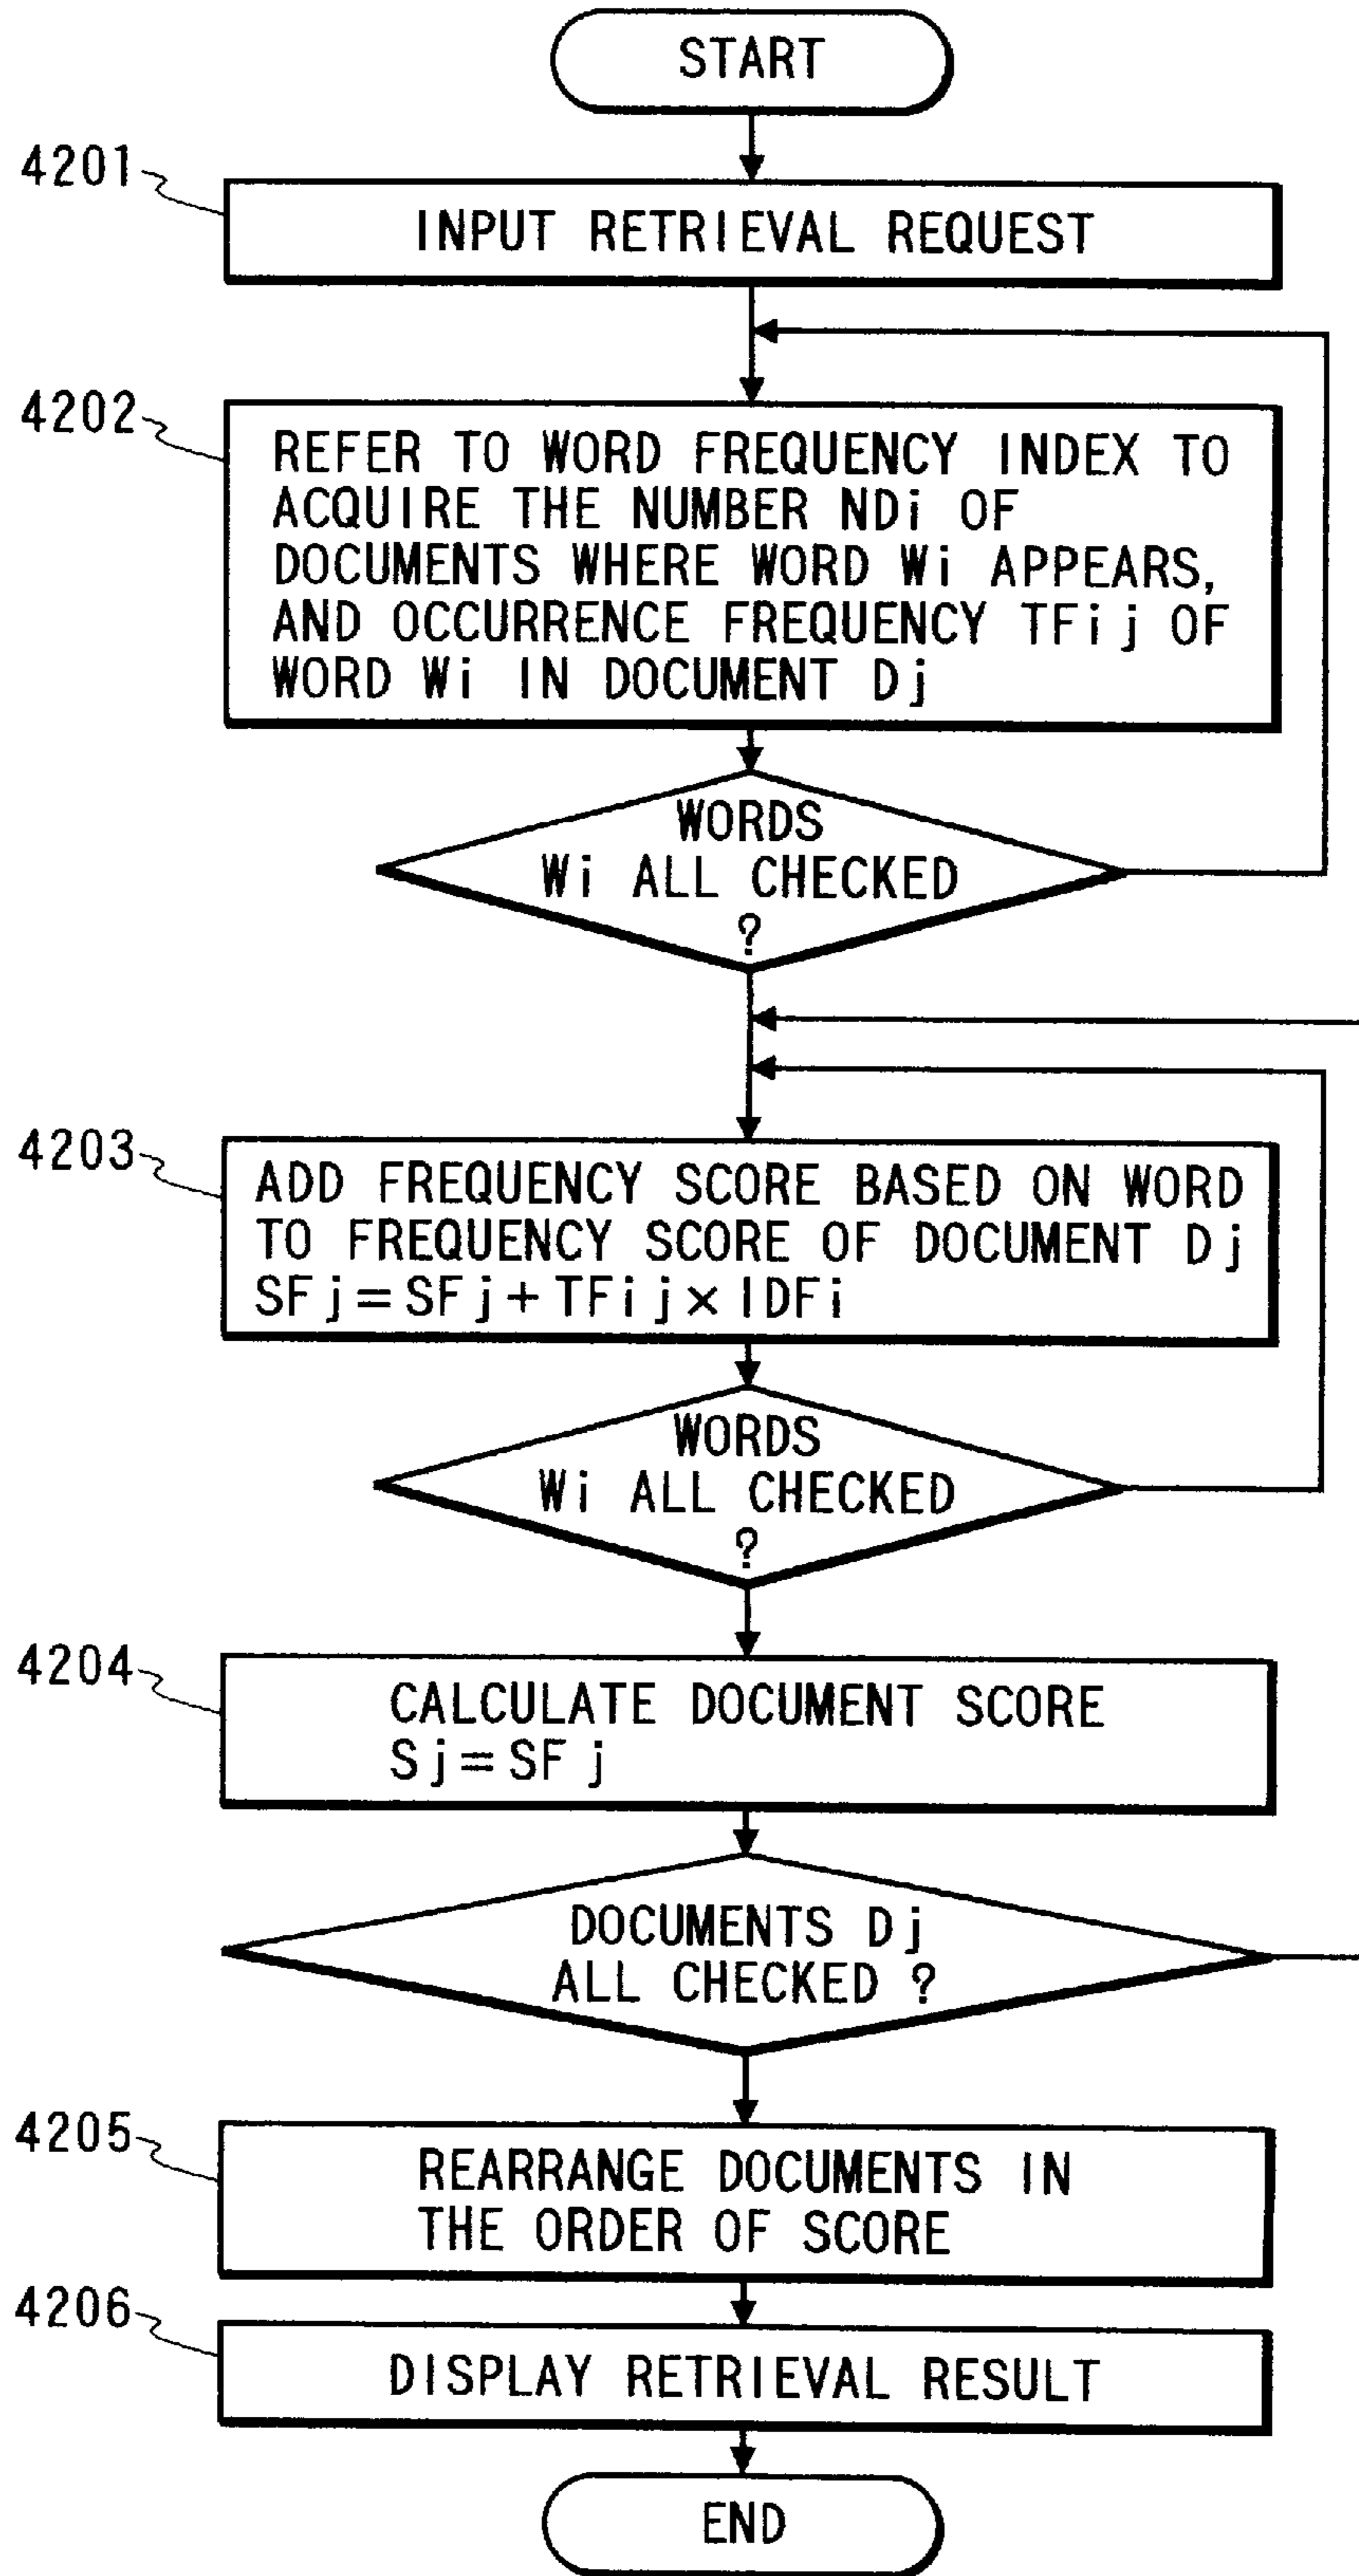 START
4201
INPUT RETRIEVAL REQUEST
4202
REFER TO WORD FREQUENCY INDEX TO
ACQUIRE THE NUMBER NDi OF
DOCUMENTS WHERE WORD Wi APPEARS,
AND OCCURRENCE FREQUENCY TFij OF
WORD Wi IN DOCUMENT Dj
WORDS
Wi ALL CHECKED
?
4203
ADD FREQUENCY SCORE BASED ON WORD
TO FREQUENCY SCORE OF DOCUMENT Dj
SFj=SFj+TFij×IDFi
WORDS
Wi ALL CHECKED
?
4204
CALCULATE DOCUMENT SCORE
Sj=SFj
DOCUMENTS Dj
ALL CHECKED ?
4205
REARRANGE DOCUMENTS IN
THE ORDER OF SCORE
4206
DISPLAY RETRIEVAL RESULT
END